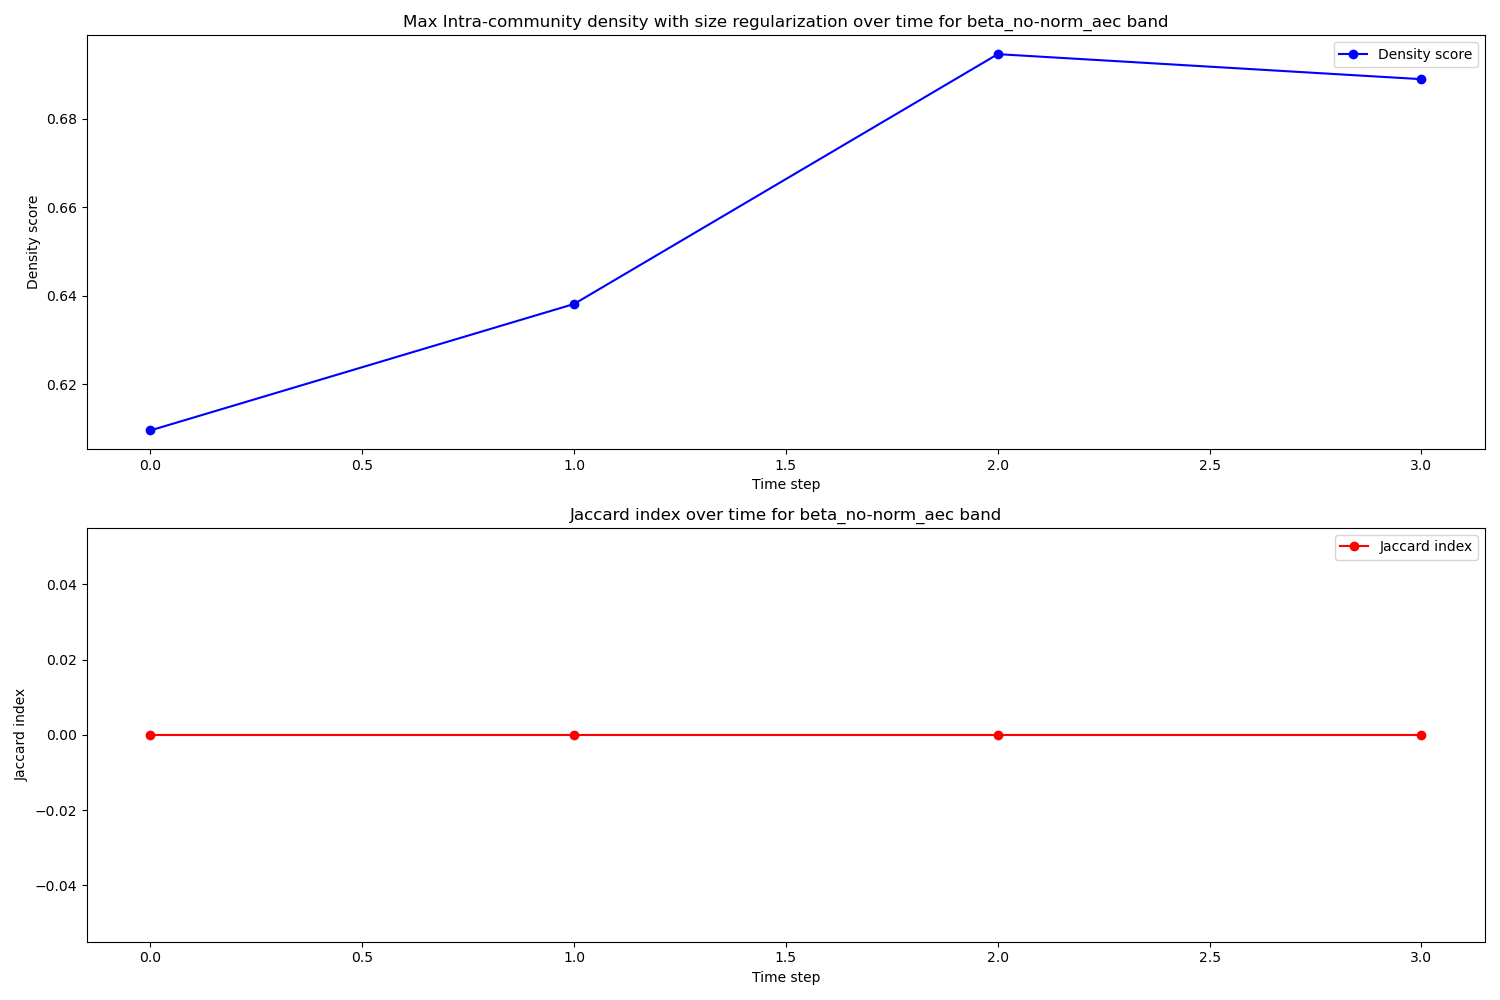 Max Intra-community density with size regularization over time for beta_no-norm_aec band
Density score
0.68
0.66
0.64
0.62
Density score
0.0 0.5 1.0 1.5 2.0 2.5 3.0
Time step
Jaccard index over time for beta_no-norm_aec band
Jaccard index
0.04
0.02
0.00
−0.02
−0.04
Jaccard index
0.0 0.5 1.0 1.5 2.0 2.5 3.0
Time step